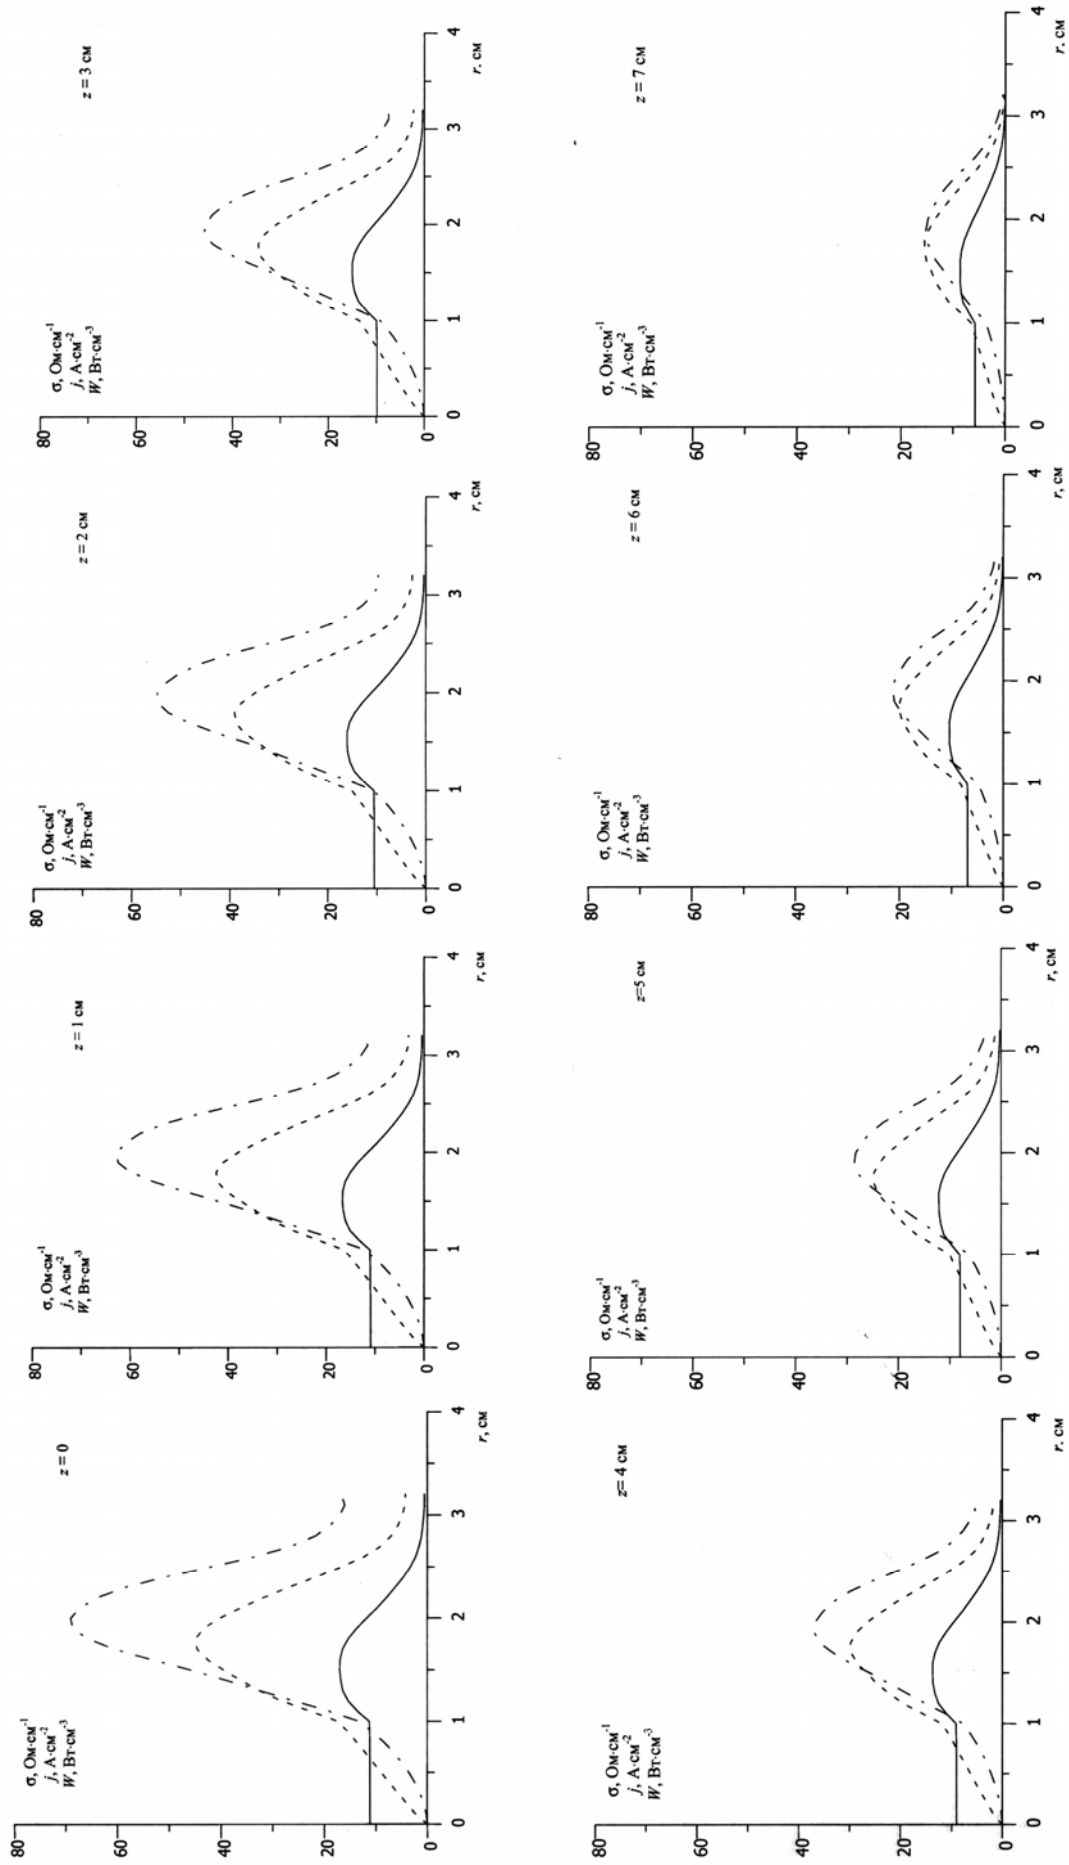 σ, Ом·см⁻¹
j, А·см⁻²
W, Вт·см⁻³
z = 0
80
60
40
20
0
0 1 2 3 4
r, см
σ, Ом·см⁻¹
j, А·см⁻²
W, Вт·см⁻³
z = 1 см
80
60
40
20
0
0 1 2 3 4
r, см
σ, Ом·см⁻¹
j, А·см⁻²
W, Вт·см⁻³
z = 2 см
80
60
40
20
0
0 1 2 3 4
r, см
σ, Ом·см⁻¹
j, А·см⁻²
W, Вт·см⁻³
z = 3 см
80
60
40
20
0
0 1 2 3 4
r. см
σ, Ом·см⁻¹
j, А·см⁻²
W, Вт·см⁻³
z= 4 см
80
60
40
20
0
0 1 2 3 4
r. см
σ, Ом·см⁻¹
j, А·см⁻²
W, Вт·см⁻³
z=5 см
80
60
40
20
0
0 1 2 3 4
r, см
σ, Ом·см⁻¹
j, А·см⁻²
W, Вт·см⁻³
z = 6 см
80
60
40
20
0
0 1 2 3 4
r, см
σ, Ом·см⁻¹
j, А·см⁻²
W, Вт·см⁻³
z = 7 см
80
60
40
20
0
0 1 2 3 4
r. см